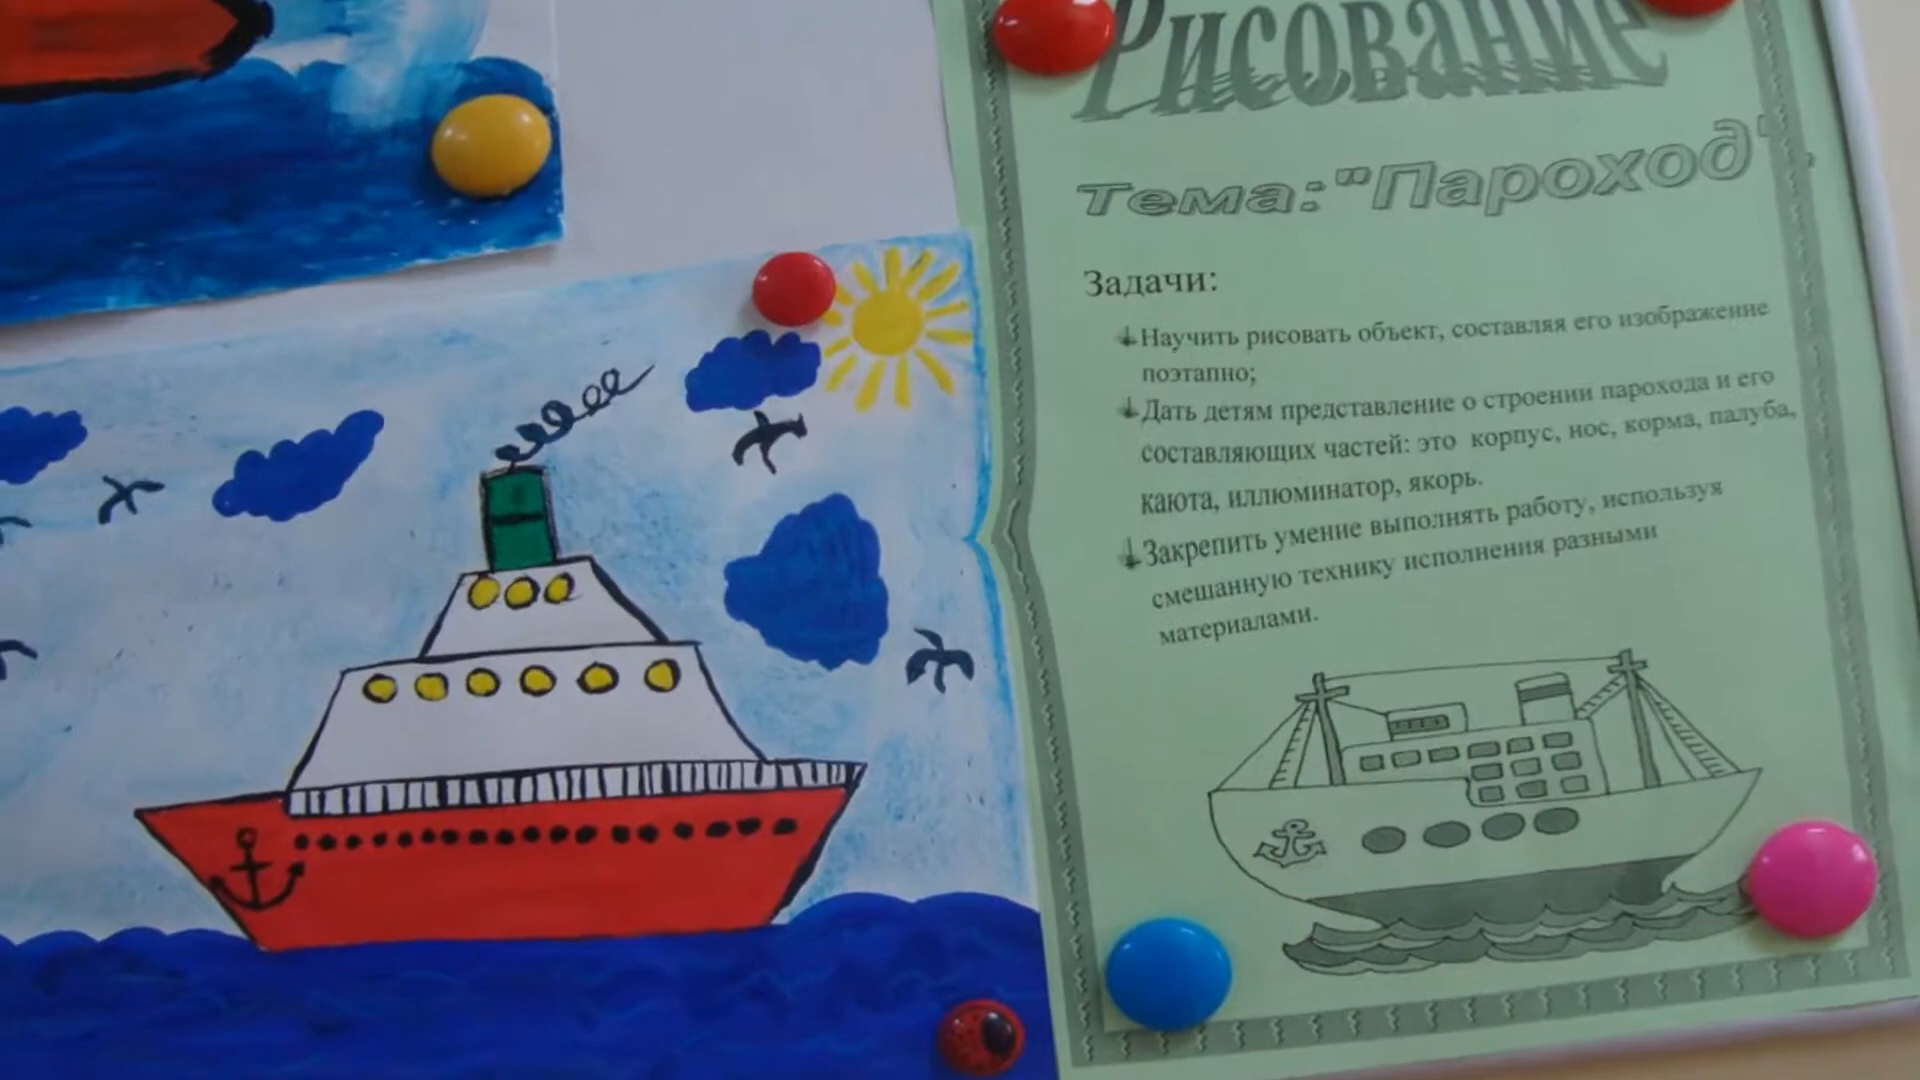 Рисование
Тема:"Пароход".
Задачи:
Научить рисовать объект, составляя его изображение
поэтапно;
Дать детям представление о строении парохода и его
составляющих частей: это корпус, нос, корма, палуба,
каюта, иллюминатор, якорь.
Закрепить умение выполнять работу, используя
смешанную технику исполнения разными
материалами.